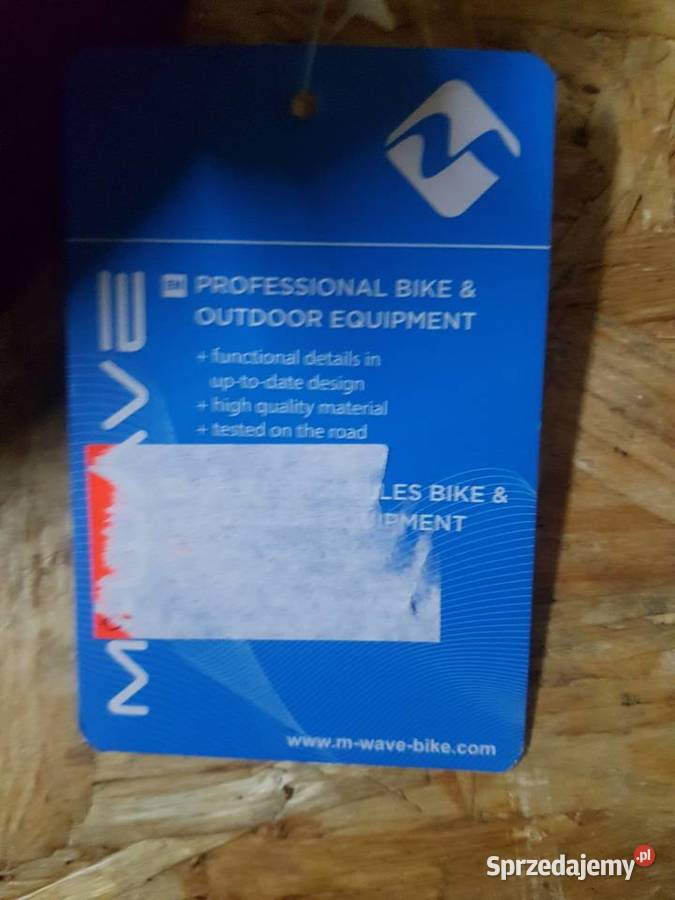 EN PROFESSIONAL BIKE &
OUTDOOR EQUIPMENT
+ functional details in
up-to-date design
+ high quality material
+ tested on the road
BIKE &
www.m-wave-bike.com
Sprzedajemy.pl